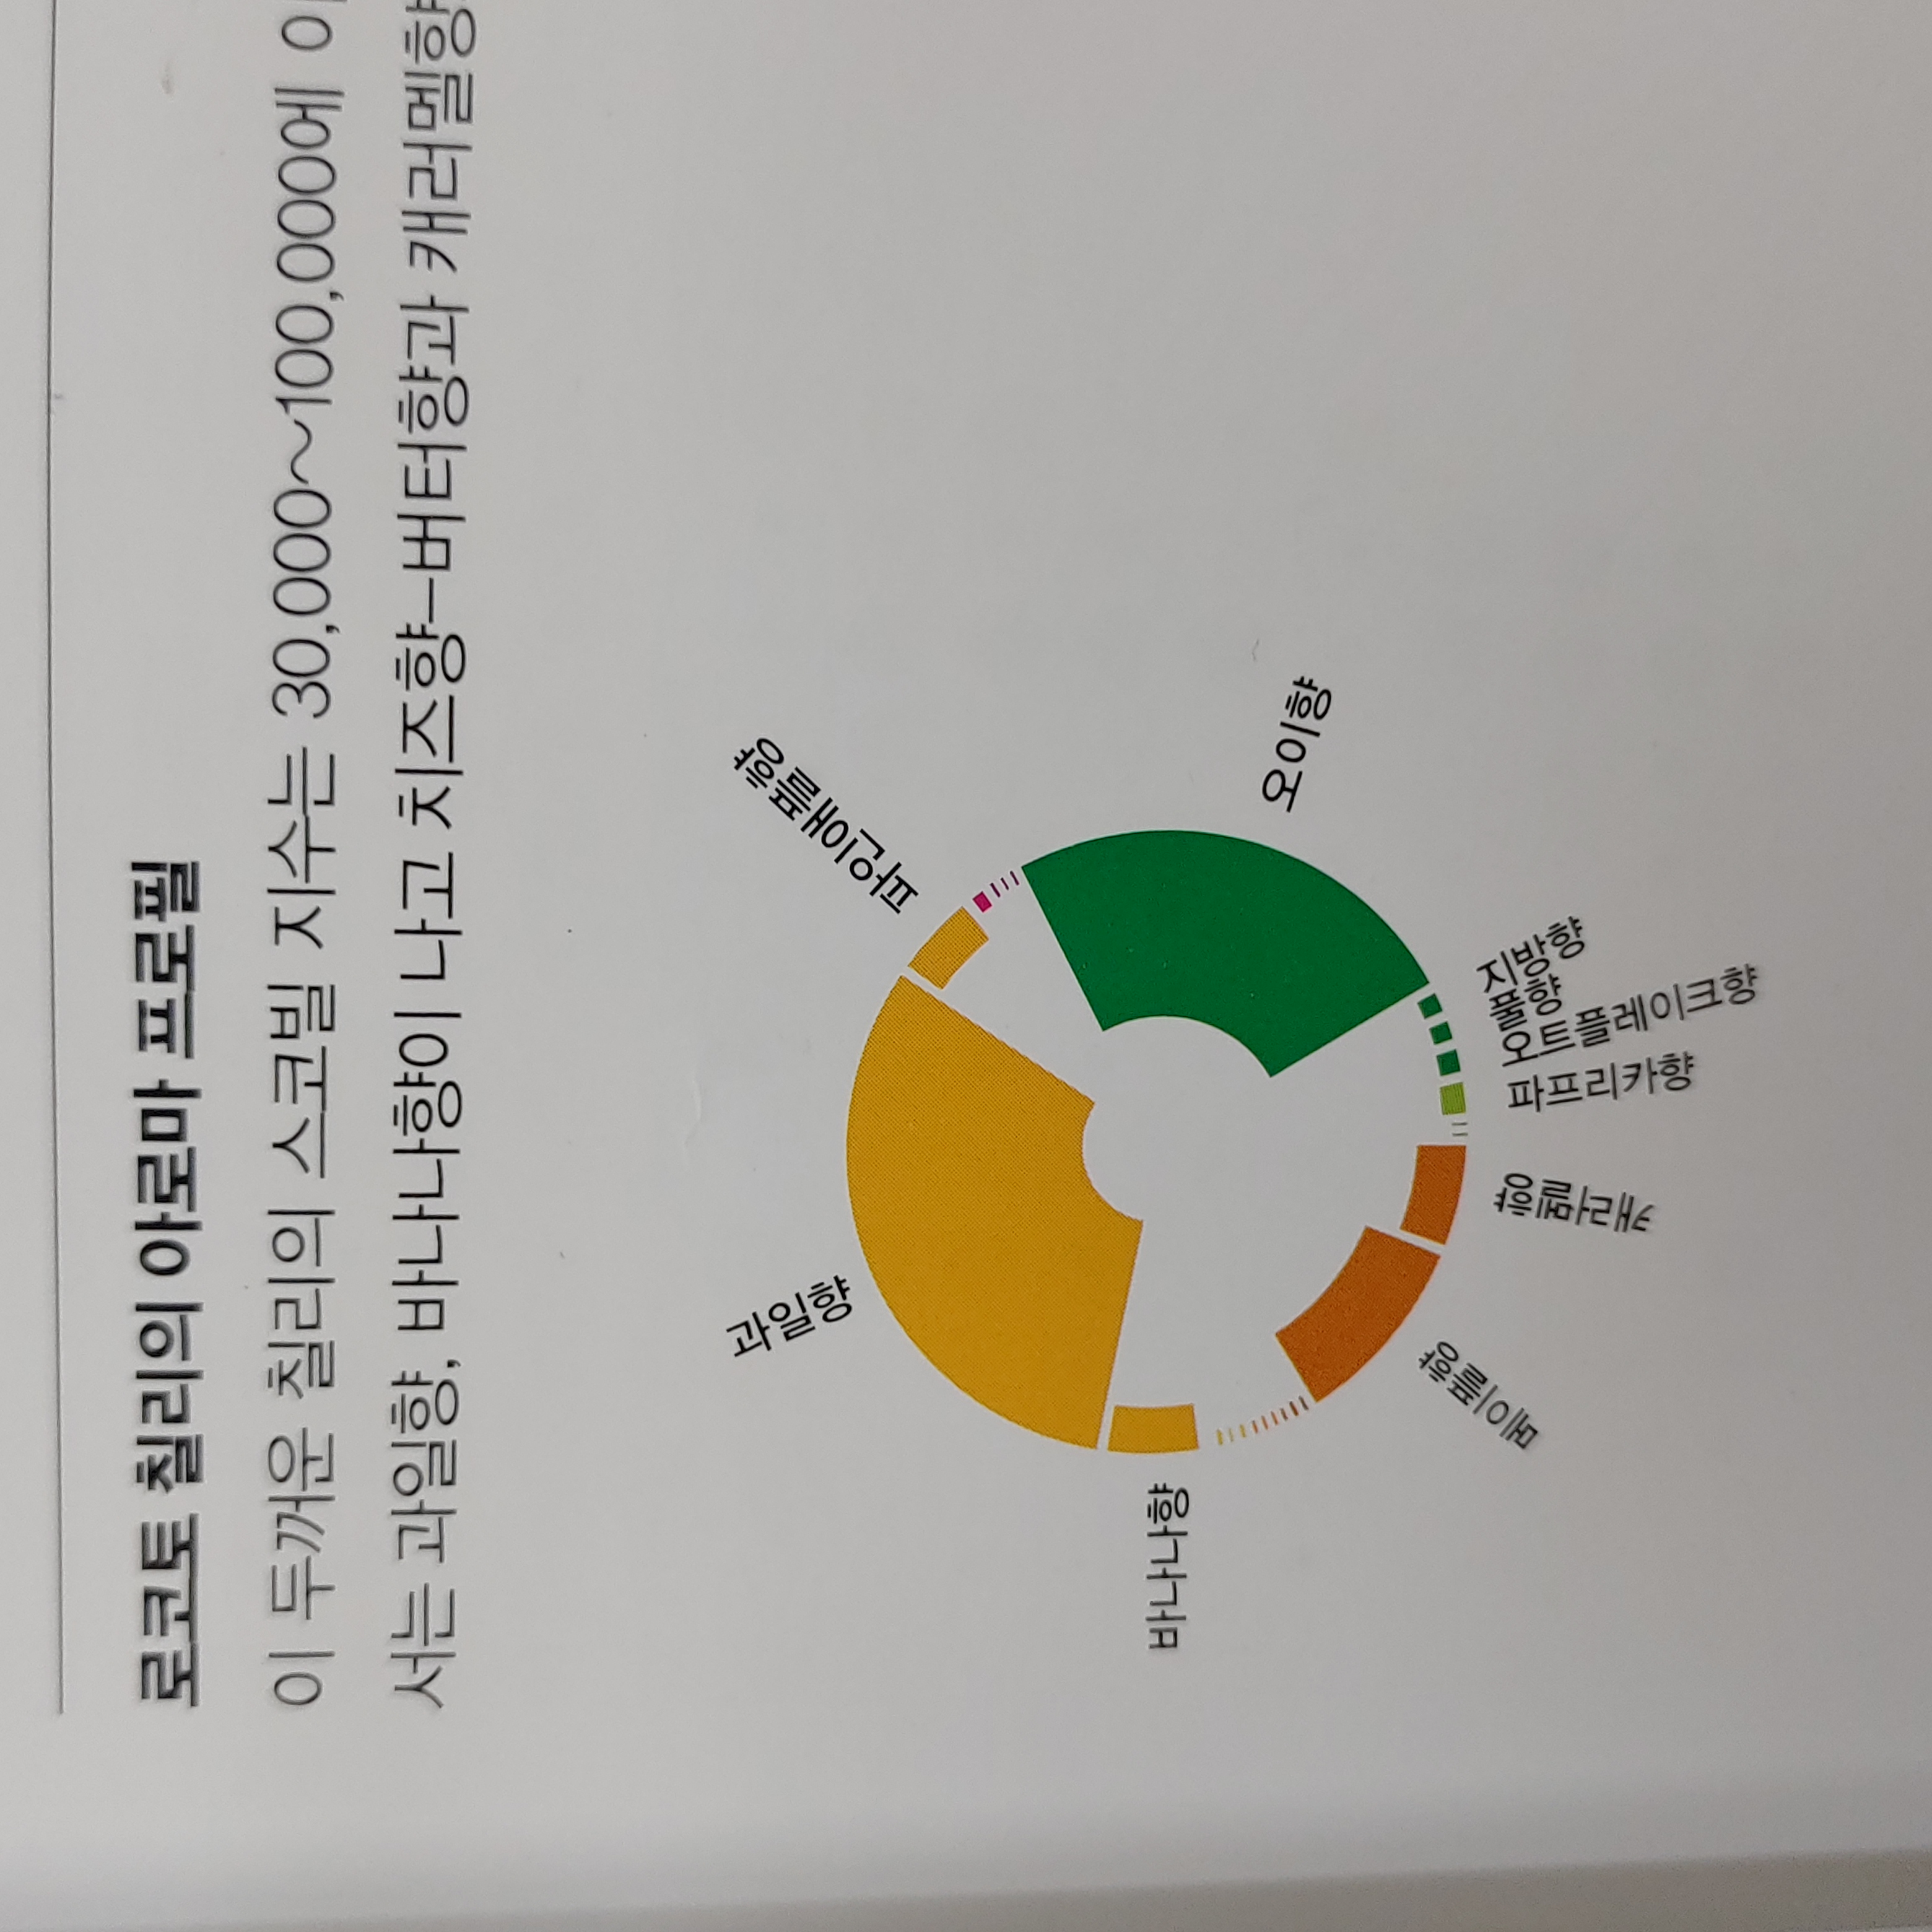 로코토 칠리의 아로마 프로필
이 두꺼운 칠리의 스코빌 지수는 30,000~100,000에 이
서는 과일향, 바나나향이 나고 치즈향–버터향과 캐러멜향
과일향
파인애플향
바나나향
오이향
메이플향
캐러멜향
파프리카향
오트플레이크향
풀향
지방향